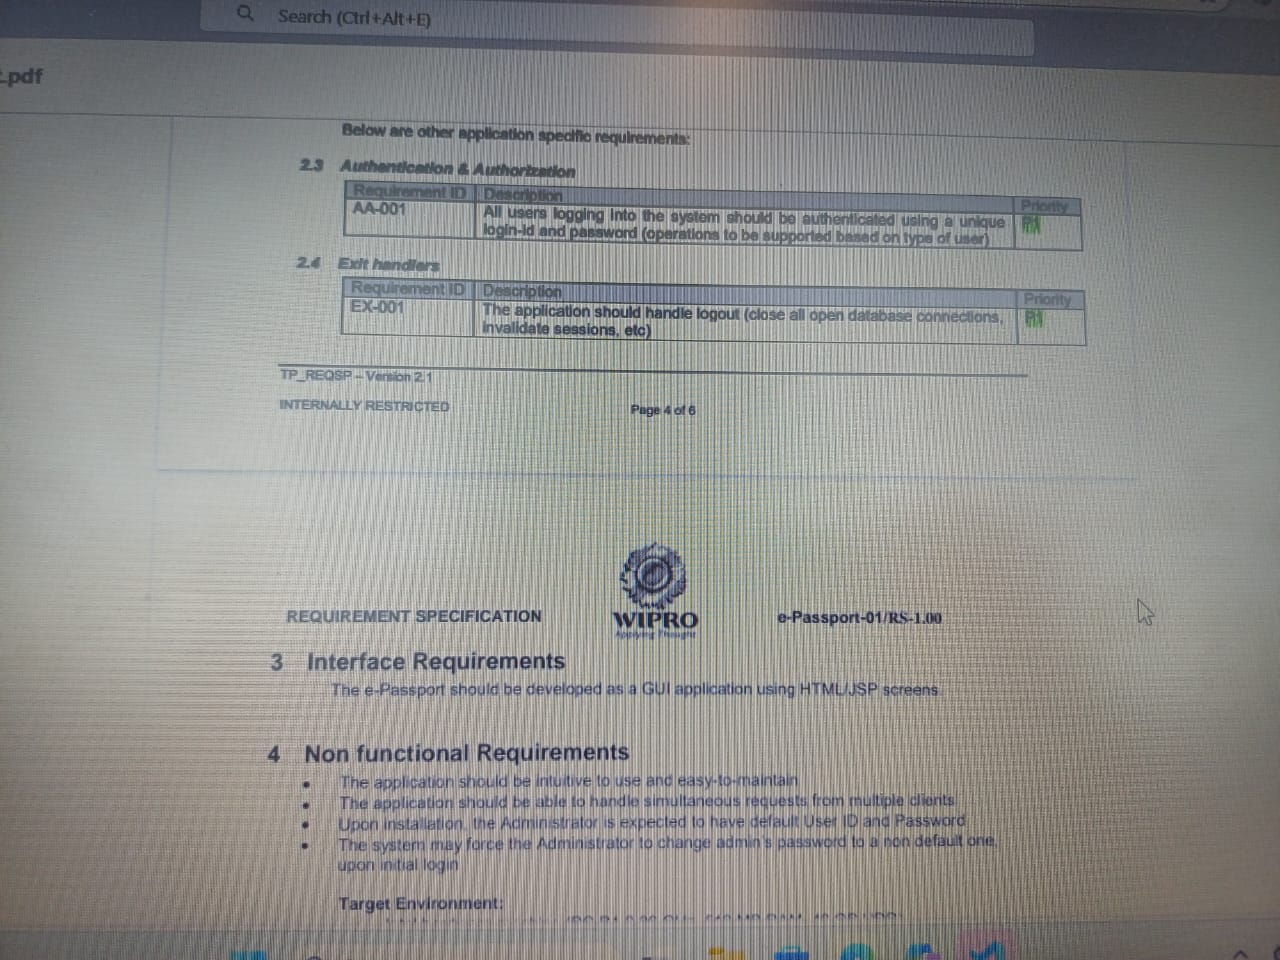 Search (Ctrl+Alt+E)
.pdf
Below are other application specific requirements:
2.3 Authentication & Authorization
Requirement ID Description Priority
AA-001 All users logging into the system should be authenticated using a unique P1
login-id and password (operations to be supported based on type of user)
2.4 Exit handlers
Requirement ID Description Priority
EX-001 The application should handle logout (close all open database connections, P1
invalidate sessions, etc)
TP_REQSP – Version 2.1
INTERNALLY RESTRICTED Page 4 of 6
REQUIREMENT SPECIFICATION WIPRO e-Passport-01/RS-1.00
Applying Thought
3 Interface Requirements
The e-Passport should be developed as a GUI application using HTML/JSP screens.
4 Non functional Requirements
• The application should be intuitive to use and easy-to-maintain
• The application should be able to handle simultaneous requests from multiple clients
• Upon installation, the Administrator is expected to have default User ID and Password
• The system may force the Administrator to change admin's password to a non default one,
upon initial login
Target Environment: